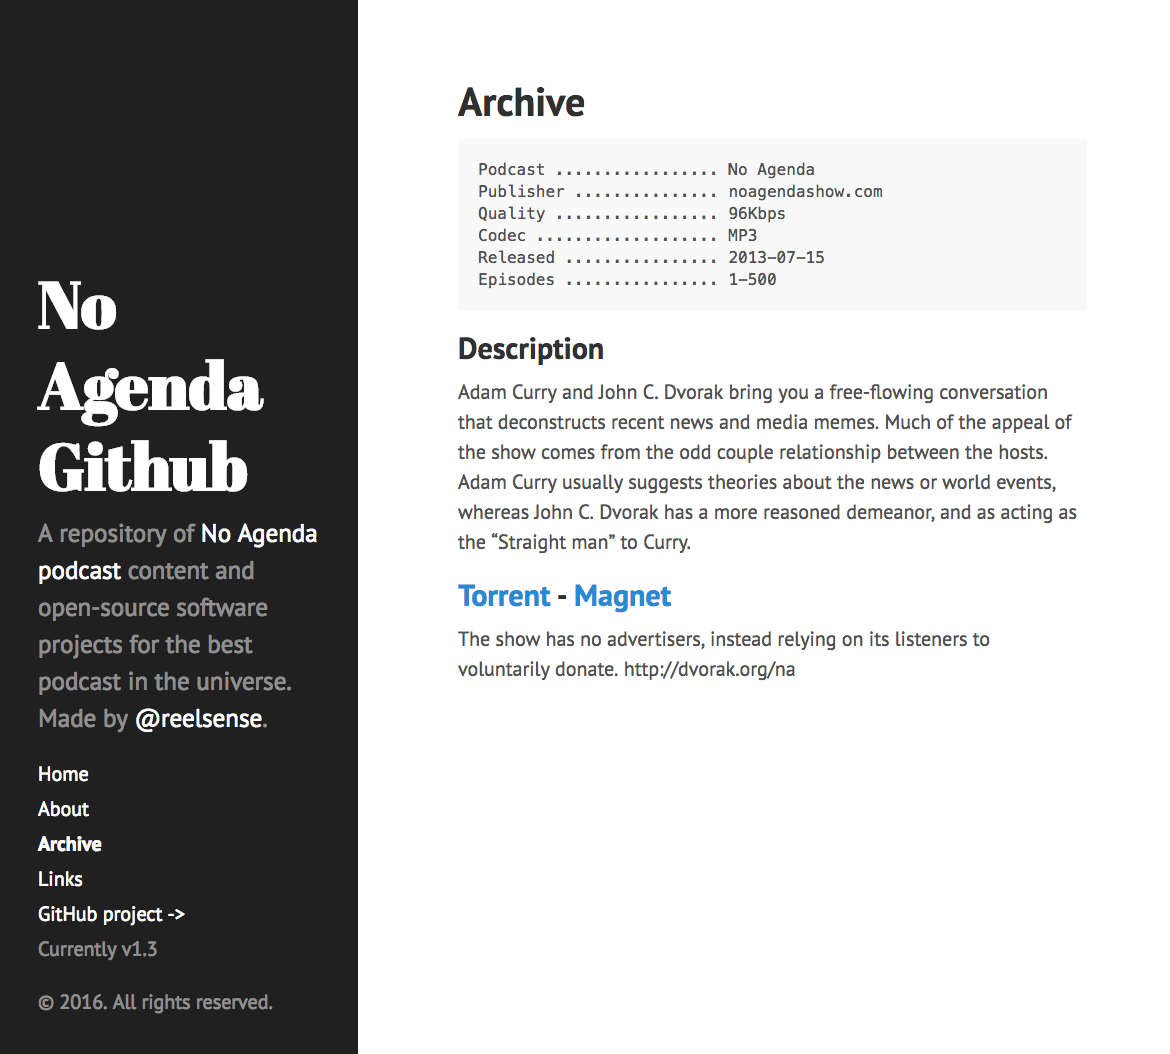 No
Agenda
Github
A repository of No Agenda
podcast content and
open-source software
projects for the best
podcast in the universe.
Made by @reelsense.
Home
About
Archive
Links
GitHub project ->
Currently v1.3
© 2016. All rights reserved.
Archive
Podcast ................. No Agenda
Publisher ............... noagendashow.com
Quality ................. 96Kbps
Codec ................... MP3
Released ................ 2013-07-15
Episodes ................ 1-500
Description
Adam Curry and John C. Dvorak bring you a free-flowing conversation
that deconstructs recent news and media memes. Much of the appeal of
the show comes from the odd couple relationship between the hosts.
Adam Curry usually suggests theories about the news or world events,
whereas John C. Dvorak has a more reasoned demeanor, and as acting as
the “Straight man” to Curry.
Torrent - Magnet
The show has no advertisers, instead relying on its listeners to
voluntarily donate. http://dvorak.org/na